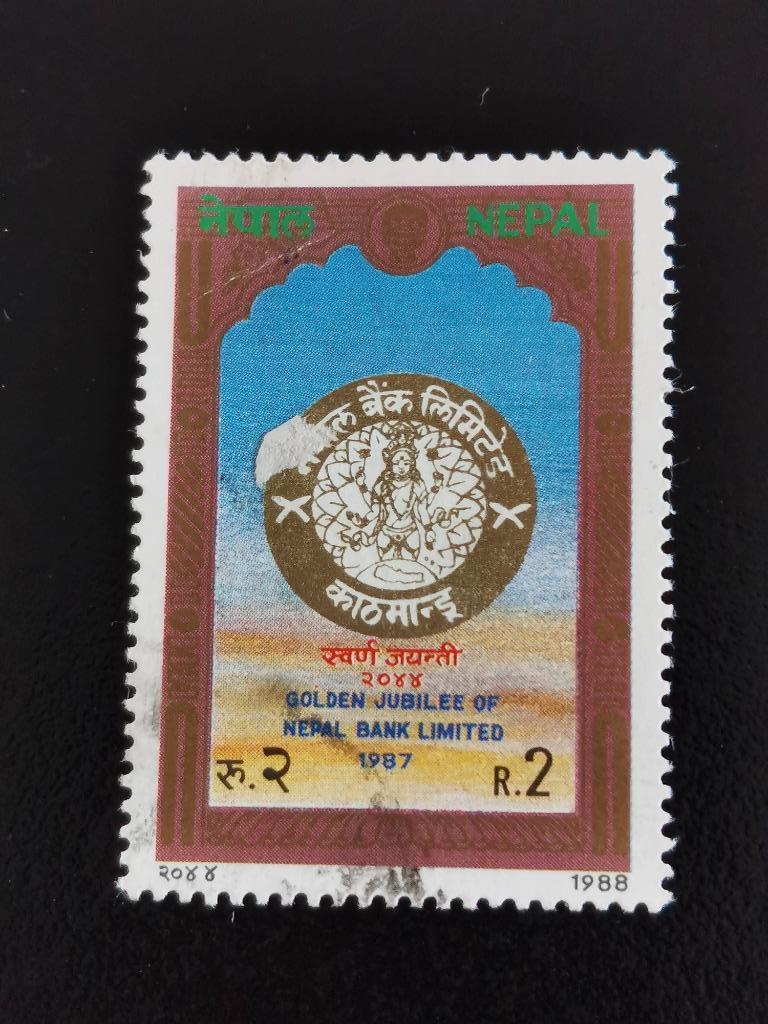 नेपाल NEPAL
बैंक लिमिटेड
काठमान्डू
स्वर्ण जयन्ती
२०४४
GOLDEN JUBILEE OF
NEPAL BANK LIMITED
1987
रू. २ R.2
२०४४ 1988